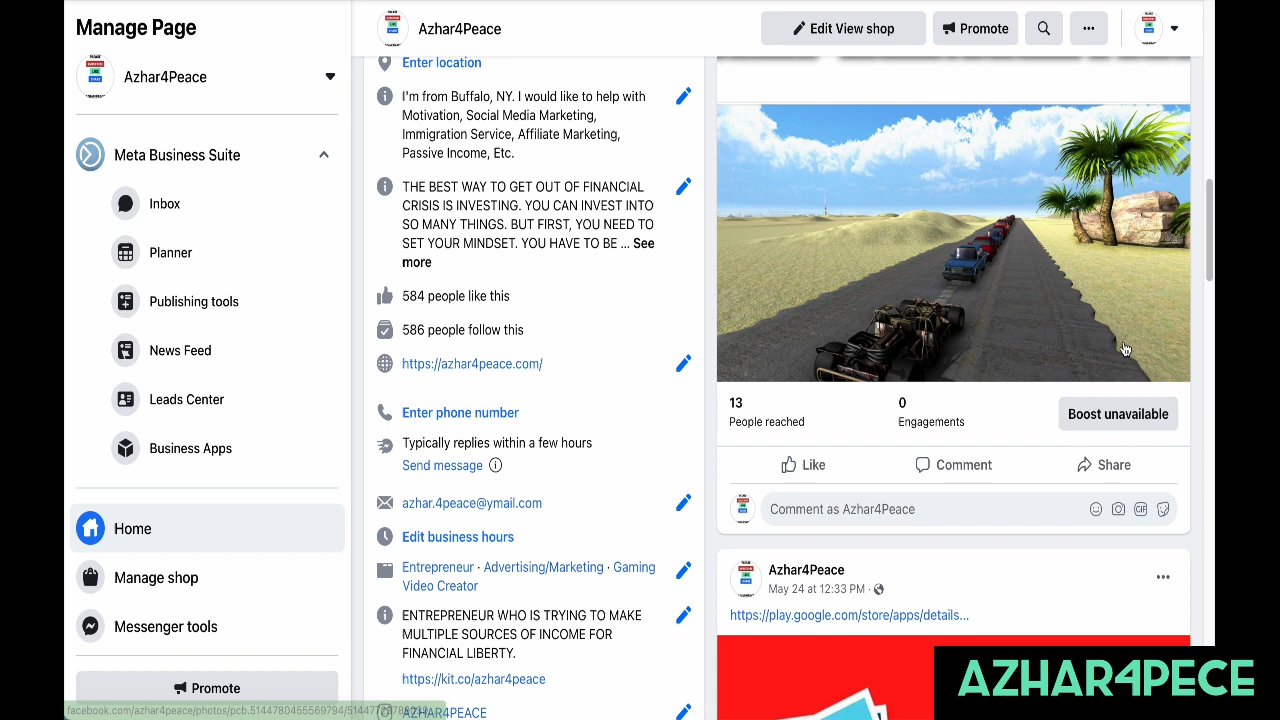 Manage Page
Azhar4Peace
Meta Business Suite
Inbox
Planner
Publishing tools
News Feed
Leads Center
Business Apps
Home
Manage shop
Messenger tools
Promote
Azhar4Peace
Edit View shop
Promote
Enter location
I'm from Buffalo, NY. I would like to help with
Motivation, Social Media Marketing,
Immigration Service, Affiliate Marketing,
Passive Income, Etc.
THE BEST WAY TO GET OUT OF FINANCIAL
CRISIS IS INVESTING. YOU CAN INVEST INTO
SO MANY THINGS. BUT FIRST, YOU NEED TO
SET YOUR MINDSET. YOU HAVE TO BE ... See
more
584 people like this
586 people follow this
https://azhar4peace.com/
Enter phone number
Typically replies within a few hours
Send message
azhar.4peace@ymail.com
Edit business hours
Entrepreneur · Advertising/Marketing · Gaming
Video Creator
ENTREPRENEUR WHO IS TRYING TO MAKE
MULTIPLE SOURCES OF INCOME FOR
FINANCIAL LIBERTY.
https://kit.co/azhar4peace
AZHAR4PEACE
13
People reached
0
Engagements
Boost unavailable
Like
Comment
Share
Comment as Azhar4Peace
GIF
Azhar4Peace
May 24 at 12:33 PM ·
https://play.google.com/store/apps/details...
AZHAR4PECE